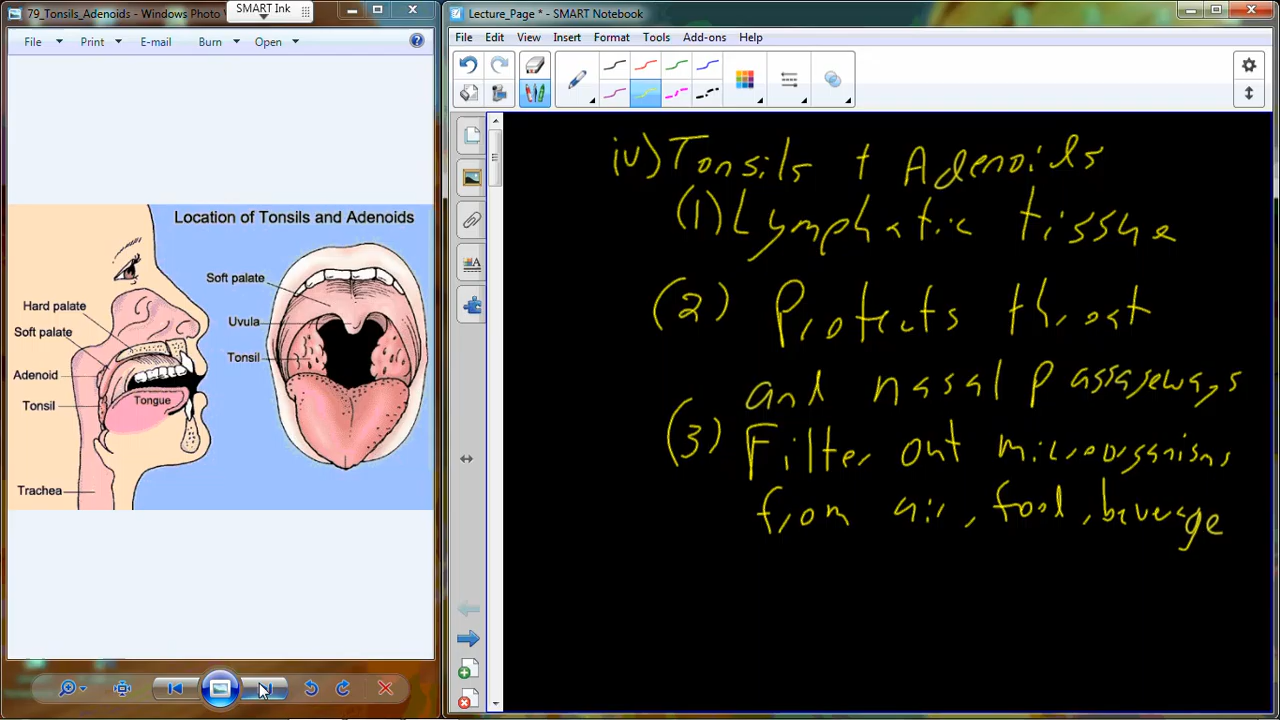 79_Tonsils_Adenoids - Windows Photo
SMART Ink
File Print E-mail Burn Open
Location of Tonsils and Adenoids
Soft palate
Uvula
Tonsil
Hard palate
Soft palate
Adenoid
Tonsil
Tongue
Trachea
Lecture_Page * - SMART Notebook
File Edit View Insert Format Tools Add-ons Help
iv) Tonsils + Adenoids
(1) Lymphatic tissue
(2) Protects throat
and nasal passageways
(3) Filter out microorganisms
from air, food, beverage